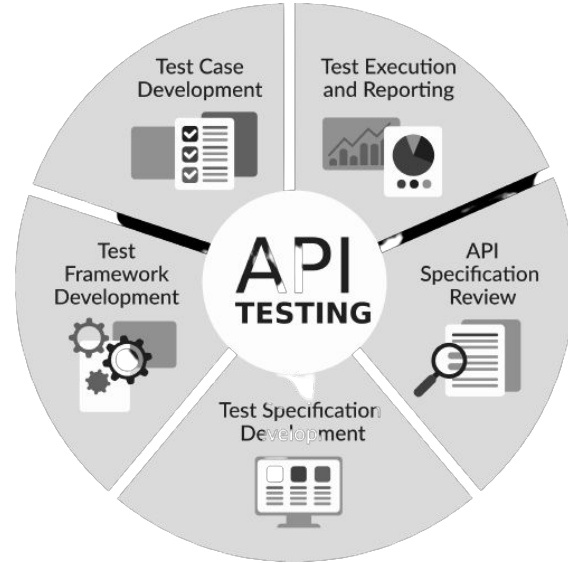 Test Case
Development
Test Execution
and Reporting
Test
Framework
Development
API
TESTING
API
Specification
Review
Test Specification
Development